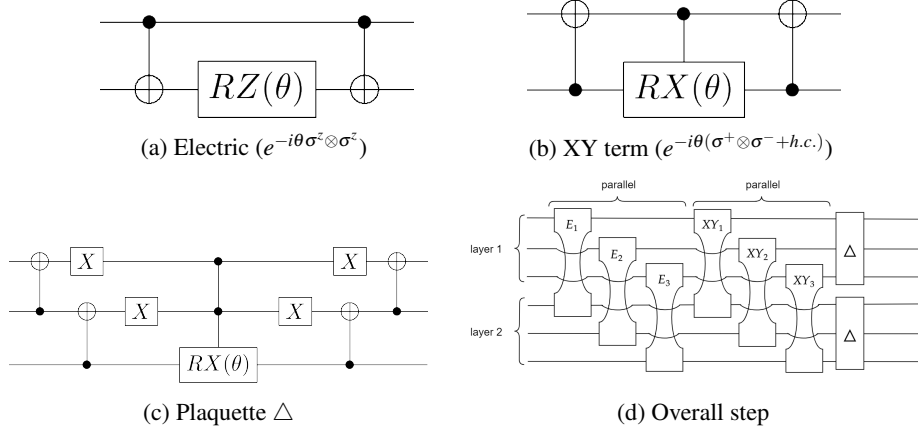 RZ(θ)
(a) Electric (e^{-iθσ^z⊗σ^z})
RX(θ)
(b) XY term (e^{-iθ(σ^+⊗σ^-+h.c.)})
X
X
X
X
RX(θ)
(c) Plaquette △
parallel
parallel
layer 1
layer 2
E₁
E₂
E₃
XY₁
XY₂
XY₃
△
△
(d) Overall step